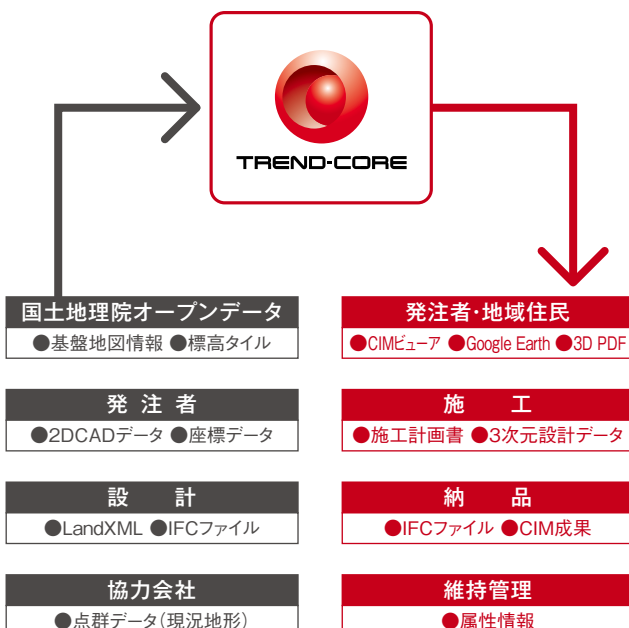 TREND-CORE
国土地理院オープンデータ
●基盤地図情報 ●標高タイル
発注者
●2DCADデータ ●座標データ
設計
●LandXML ●IFCファイル
協力会社
●点群データ(現況地形)
発注者・地域住民
●CIMビューア ●Google Earth ●3D PDF
施工
●施工計画書 ●3次元設計データ
納品
●IFCファイル ●CIM成果
維持管理
●属性情報